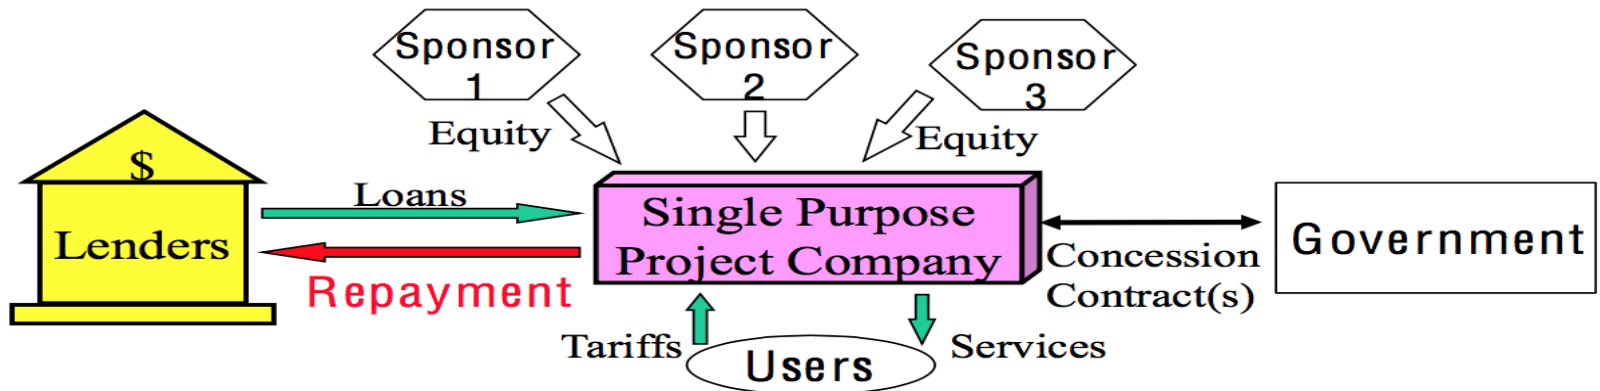 Sponsor
1
Sponsor
2
Sponsor
3
Equity
Equity
$
Lenders
Loans
Repayment
Single Purpose
Project Company
Concession
Contract(s)
Government
Tariffs
Users
Services